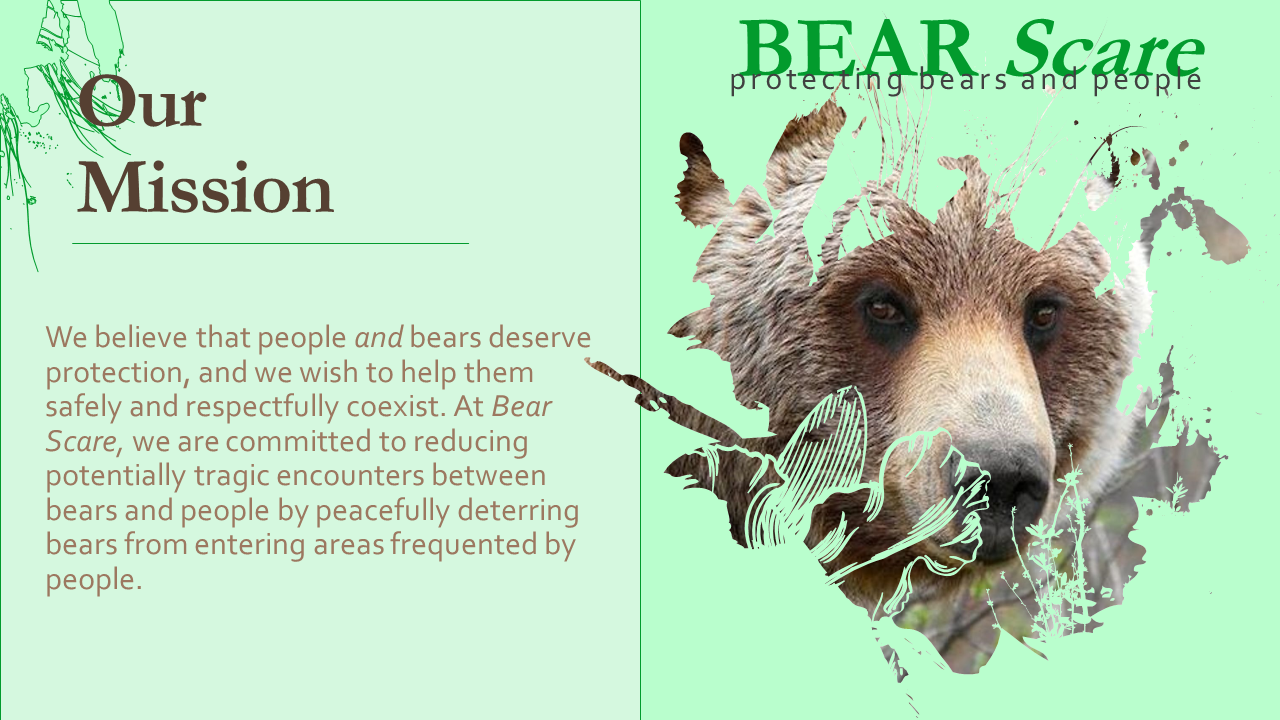 Our
Mission
We believe that people and bears deserve
protection, and we wish to help them
safely and respectfully coexist. At Bear
Scare, we are committed to reducing
potentially tragic encounters between
bears and people by peacefully deterring
bears from entering areas frequented by
people.
BEAR Scare
protecting bears and people